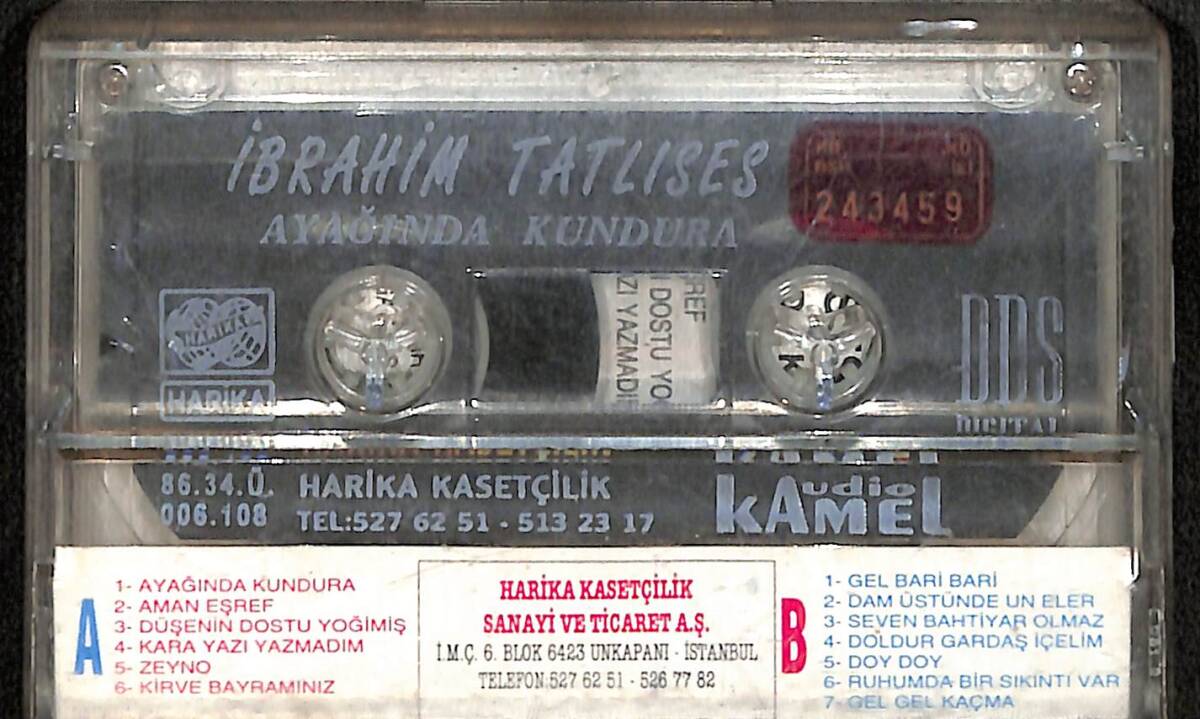 İBRAHİM TATLISES
AYAĞINDA KUNDURA
243459
HARİKA
HARİKA
REF
DOSTU YO
ZI YAZMADI
DDS
DIGITAL
86.34.Ü.
006.108
HARİKA KASETÇİLİK
TEL:527 62 51 - 513 23 17
Audio
KAMEL
A
1- AYAĞINDA KUNDURA
2- AMAN EŞREF
3- DÜŞENİN DOSTU YOĞİMİŞ
4- KARA YAZI YAZMADIM
5- ZEYNO
6- KİRVE BAYRAMINIZ
HARİKA KASETÇİLİK
SANAYİ VE TİCARET A.Ş.
İ.M.Ç. 6. BLOK 6423 UNKAPANI - İSTANBUL
TELEFON:527 62 51 - 526 77 82
B
1- GEL BARİ BARİ
2- DAM ÜSTÜNDE UN ELER
3- SEVEN BAHTİYAR OLMAZ
4- DOLDUR GARDAŞ İÇELİM
5- DOY DOY
6- RUHUMDA BİR SIKINTI VAR
7- GEL GEL KAÇMA